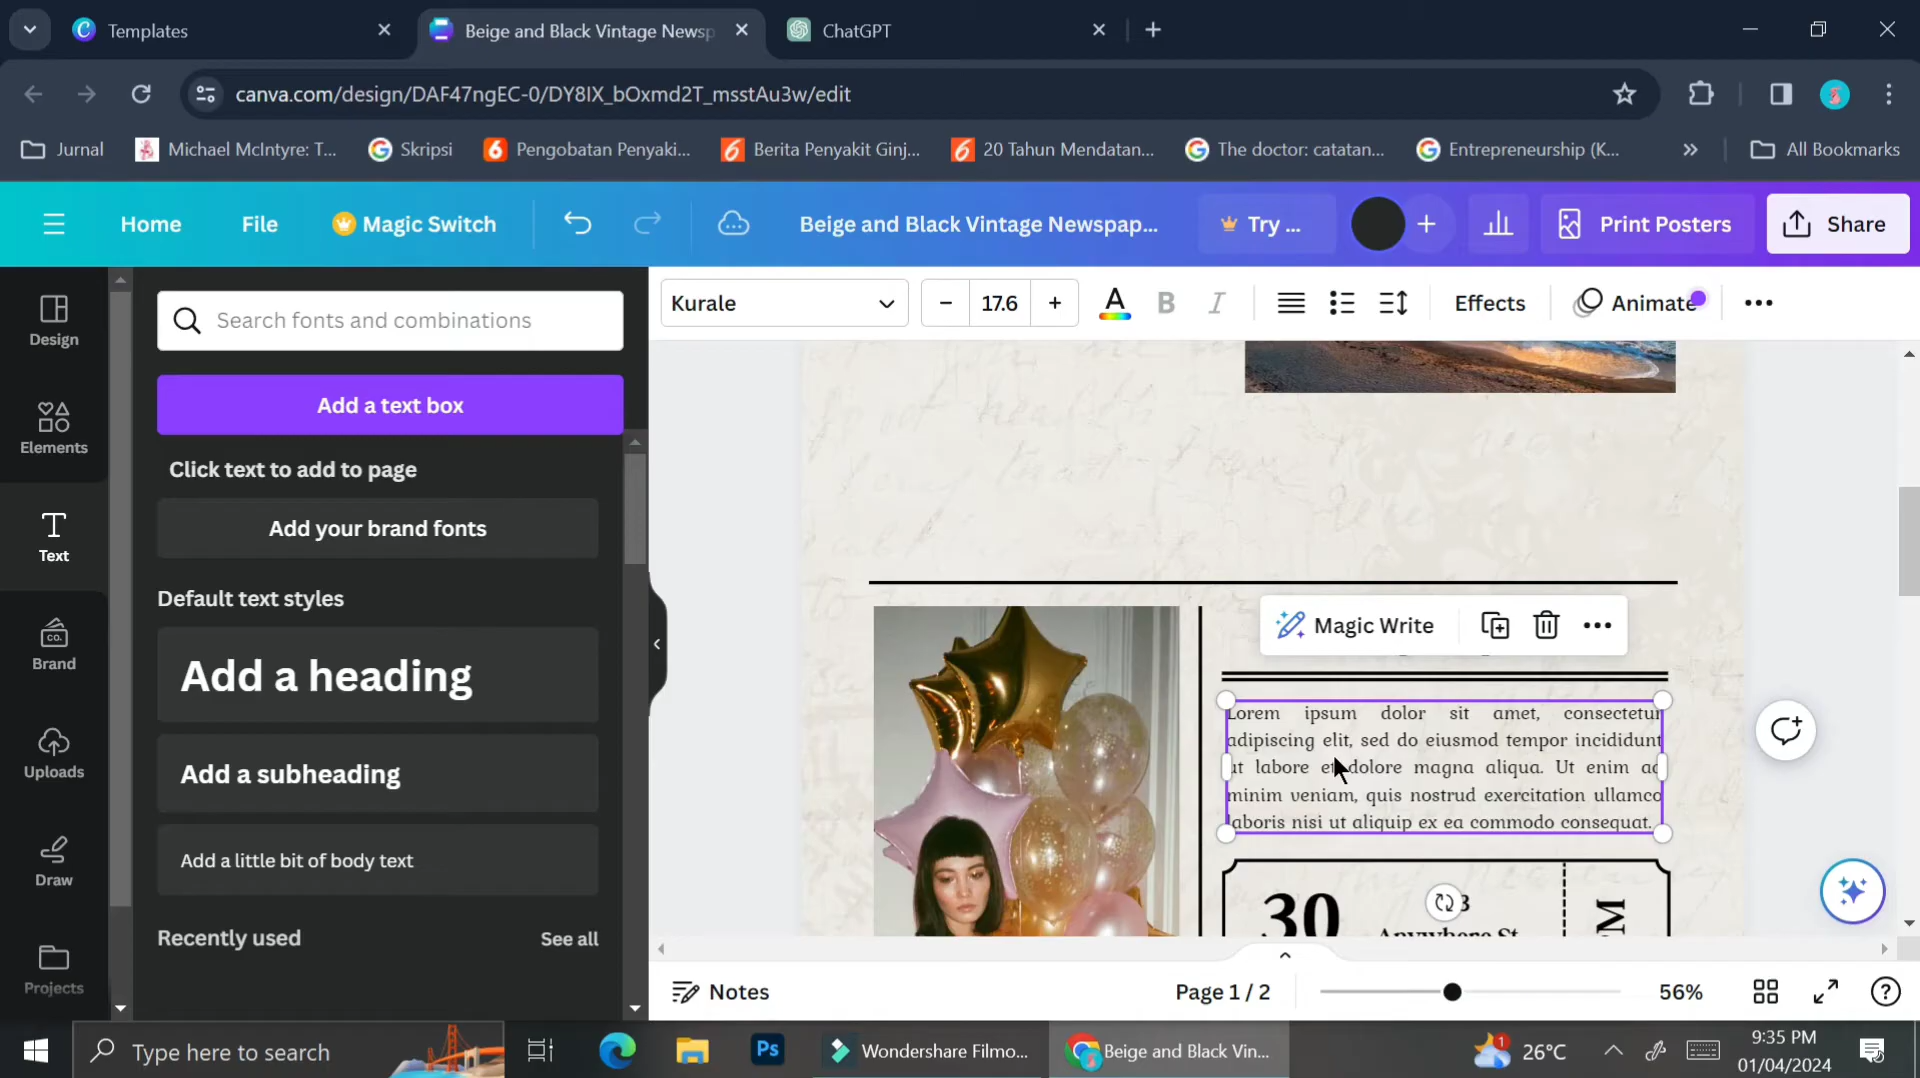 Templates
Beige and Black Vintage Newsp
ChatGPT
canva.com/design/DAF47ngEC-0/DY8IX_bOxmd2T_msstAu3w/edit
Jurnal
Michael McIntyre: T...
Skripsi
Pengobatan Penyaki...
Berita Penyakit Ginj...
20 Tahun Mendatan...
The doctor: catatan...
Entrepreneurship (K...
All Bookmarks
Home
File
Magic Switch
Beige and Black Vintage Newspap...
Try ...
Print Posters
Share
Design
Elements
Text
Brand
Uploads
Draw
Projects
Search fonts and combinations
Add a text box
Click text to add to page
Add your brand fonts
Default text styles
Add a heading
Add a subheading
Add a little bit of body text
Recently used
See all
Kurale
17.6
Effects
Animate
Magic Write
Lorem ipsum dolor sit amet, consectetur
adipiscing elit, sed do eiusmod tempor incididunt
ut labore et dolore magna aliqua. Ut enim ad
minim veniam, quis nostrud exercitation ullamco
laboris nisi ut aliquip ex ea commodo consequat.
30
3
Anywhere St
Notes
Page 1 / 2
56%
Type here to search
Ps
Wondershare Filmo...
Beige and Black Vin...
1
26°C
9:35 PM
01/04/2024